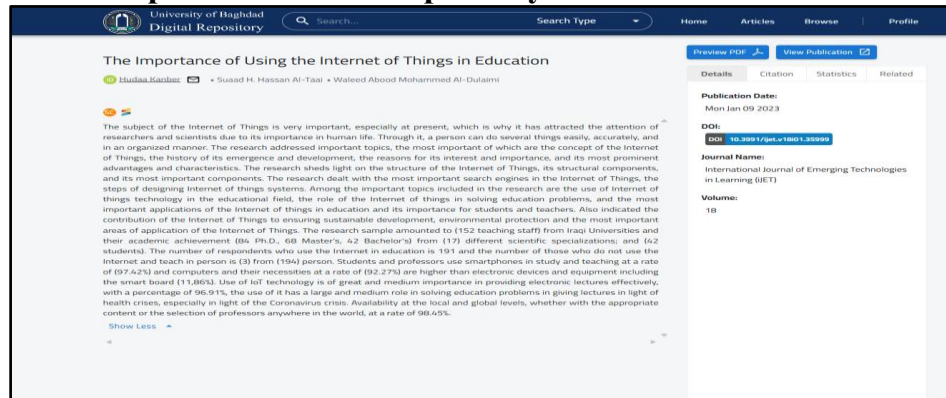 University of Baghdad
Digital Repository
Search...
Search Type
Home
Articles
Browse
Profile
The Importance of Using the Internet of Things in Education
Hudaa Kanber • Suaad H. Hassan Al-Taai • Waleed Abood Mohammed Al-Dulaimi
The subject of the Internet of Things is very important, especially at present, which is why it has attracted the attention of
researchers and scientists due to its importance in human life. Through it, a person can do several things easily, accurately, and
in an organized manner. The research addressed important topics, the most important of which are the concept of the Internet
of Things, the history of its emergence and development, the reasons for its interest and importance, and its most prominent
advantages and characteristics. The research sheds light on the structure of the Internet of Things, its structural components,
and its most important components. The research dealt with the most important search engines in the Internet of Things, the
steps of designing Internet of things systems. Among the important topics included in the research are the use of Internet of
things technology in the educational field, the role of the Internet of things in solving education problems, and the most
important applications of the Internet of things in education and its importance for students and teachers. Also indicated the
contribution of the Internet of Things to ensuring sustainable development, environmental protection and the most important
areas of application of the Internet of Things. The research sample amounted to (152 teaching staff) from Iraqi Universities and
their academic achievement (84 Ph.D., 68 Master's, 42 Bachelor's) from (17) different scientific specializations; and (42
students). The number of respondents who use the Internet in education is 191 and the number of those who do not use the
Internet and teach in person is (3) from (194) person. Students and professors use smartphones in study and teaching at a rate
of (97.42%) and computers and their necessities at a rate of (92.27%) are higher than electronic devices and equipment including
the smart board (11,86%). Use of IoT technology is of great and medium importance in providing electronic lectures effectively,
with a percentage of 96.91%, the use of it has a large and medium role in solving education problems in giving lectures in light of
health crises, especially in light of the Coronavirus crisis. Availability at the local and global levels, whether with the appropriate
content or the selection of professors anywhere in the world, at a rate of 98.45%.
Show Less
Preview PDF
View Publication
Details
Citation
Statistics
Related
Publication Date:
Mon Jan 09 2023
DOI:
DOI 10.3991/ijet.v18i01.35999
Journal Name:
International Journal of Emerging Technologies
in Learning (iJET)
Volume:
18